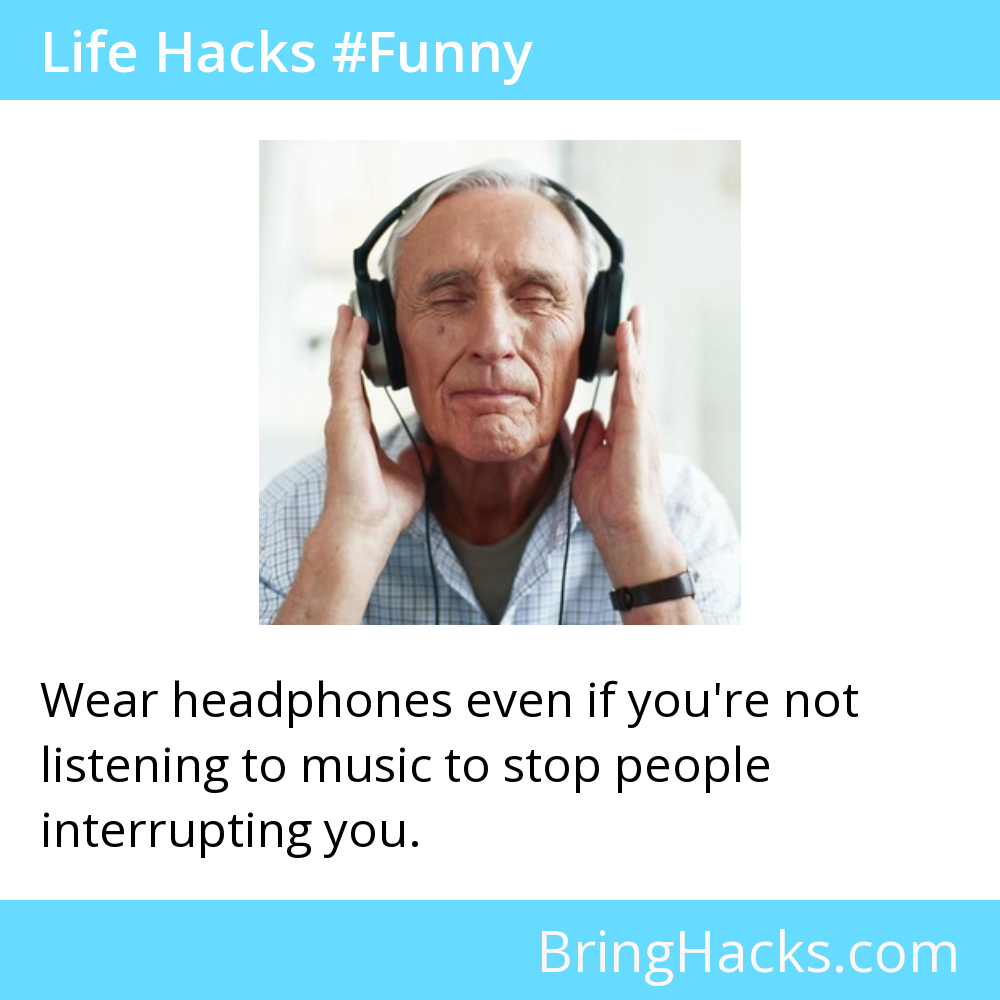 Life Hacks #Funny
Wear headphones even if you're not
listening to music to stop people
interrupting you.
BringHacks.com